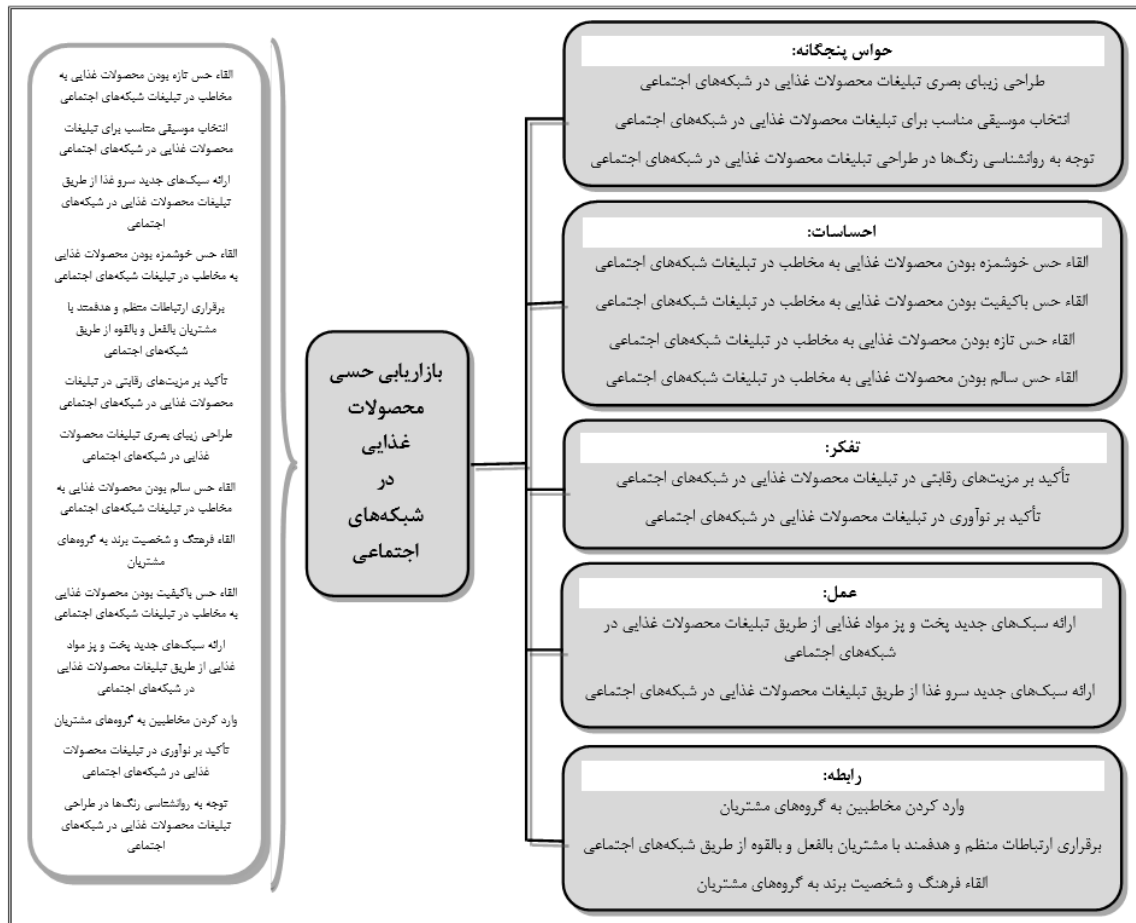 حواس پنجگانه:
طراحی زیبای بصری تبلیغات محصولات غذایی در شبکه‌های اجتماعی
انتخاب موسیقی مناسب برای تبلیغات محصولات غذایی در شبکه‌های اجتماعی
توجه به روانشناسی رنگ‌ها در طراحی تبلیغات محصولات غذایی در شبکه‌های اجتماعی
احساسات:
القاء حس خوشمزه بودن محصولات غذایی به مخاطب در تبلیغات شبکه‌های اجتماعی
القاء حس باکیفیت بودن محصولات غذایی به مخاطب در تبلیغات شبکه‌های اجتماعی
القاء حس تازه بودن محصولات غذایی به مخاطب در تبلیغات شبکه‌های اجتماعی
القاء حس سالم بودن محصولات غذایی به مخاطب در تبلیغات شبکه‌های اجتماعی
تفکر:
تأکید بر مزیت‌های رقابتی در تبلیغات محصولات غذایی در شبکه‌های اجتماعی
تأکید بر نوآوری در تبلیغات محصولات غذایی در شبکه‌های اجتماعی
عمل:
ارائه سبک‌های جدید پخت و پز مواد غذایی از طریق تبلیغات محصولات غذایی در
شبکه‌های اجتماعی
ارائه سبک‌های جدید سرو غذا از طریق تبلیغات محصولات غذایی در شبکه‌های اجتماعی
رابطه:
وارد کردن مخاطبین به گروه‌های مشتریان
برقراری ارتباطات منظم و هدفمند با مشتریان بالفعل و بالقوه از طریق شبکه‌های اجتماعی
القاء فرهنگ و شخصیت برند به گروه‌های مشتریان
بازاریابی حسی
محصولات
غذایی
در
شبکه‌های
اجتماعی
القاء حس تازه بودن محصولات غذایی به
مخاطب در تبلیغات شبکه‌های اجتماعی
انتخاب موسیقی مناسب برای تبلیغات
محصولات غذایی در شبکه‌های اجتماعی
ارائه سبک‌های جدید سرو غذا از طریق
تبلیغات محصولات غذایی در شبکه‌های
اجتماعی
القاء حس خوشمزه بودن محصولات غذایی
به مخاطب در تبلیغات شبکه‌های اجتماعی
برقراری ارتباطات منظم و هدفمند با
مشتریان بالفعل و بالقوه از طریق
شبکه‌های اجتماعی
تأکید بر مزیت‌های رقابتی در تبلیغات
محصولات غذایی در شبکه‌های اجتماعی
طراحی زیبای بصری تبلیغات محصولات
غذایی در شبکه‌های اجتماعی
القاء حس سالم بودن محصولات غذایی به
مخاطب در تبلیغات شبکه‌های اجتماعی
القاء فرهنگ و شخصیت برند به گروه‌های
مشتریان
القاء حس باکیفیت بودن محصولات غذایی
به مخاطب در تبلیغات شبکه‌های اجتماعی
ارائه سبک‌های جدید پخت و پز مواد
غذایی از طریق تبلیغات محصولات غذایی
در شبکه‌های اجتماعی
وارد کردن مخاطبین به گروه‌های مشتریان
تأکید بر نوآوری در تبلیغات محصولات
غذایی در شبکه‌های اجتماعی
توجه به روانشناسی رنگ‌ها در طراحی
تبلیغات محصولات غذایی در شبکه‌های
اجتماعی